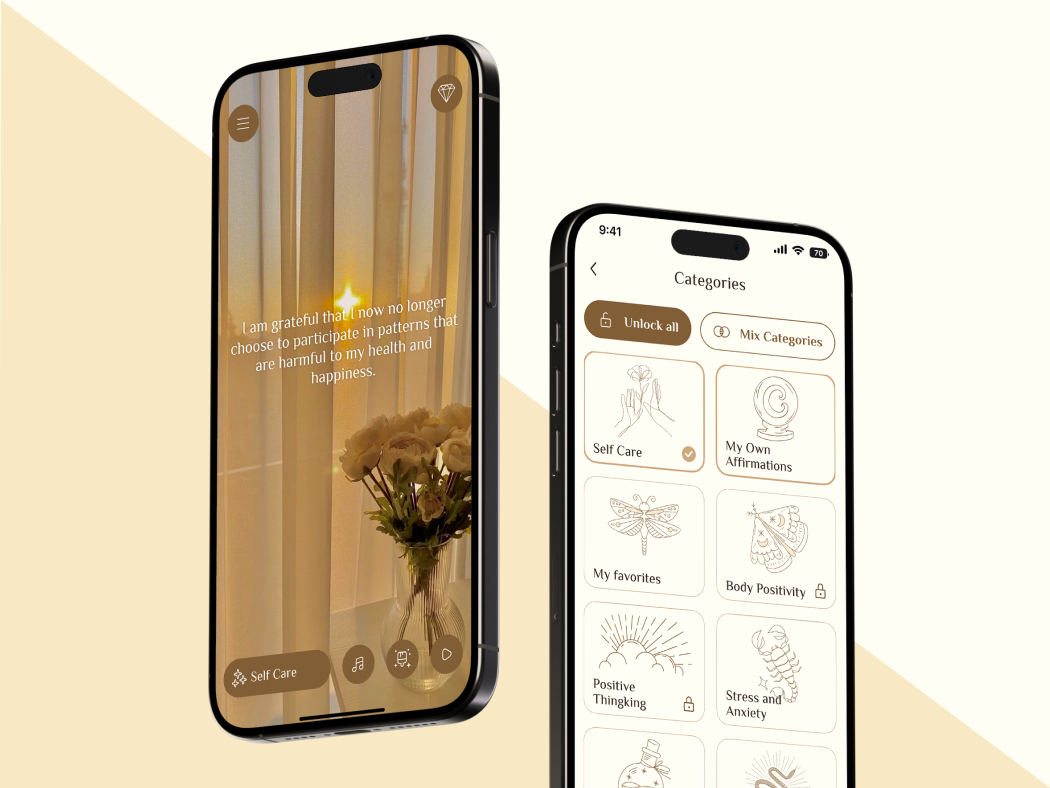 I am grateful that I now no longer
choose to participate in patterns that
are harmful to my health and
happiness.
Self Care
9:41
70
Categories
Unlock all
Mix Categories
Self Care
My Own
Affirmations
My favorites
Body Positivity
Positive
Thingking
Stress and
Anxiety